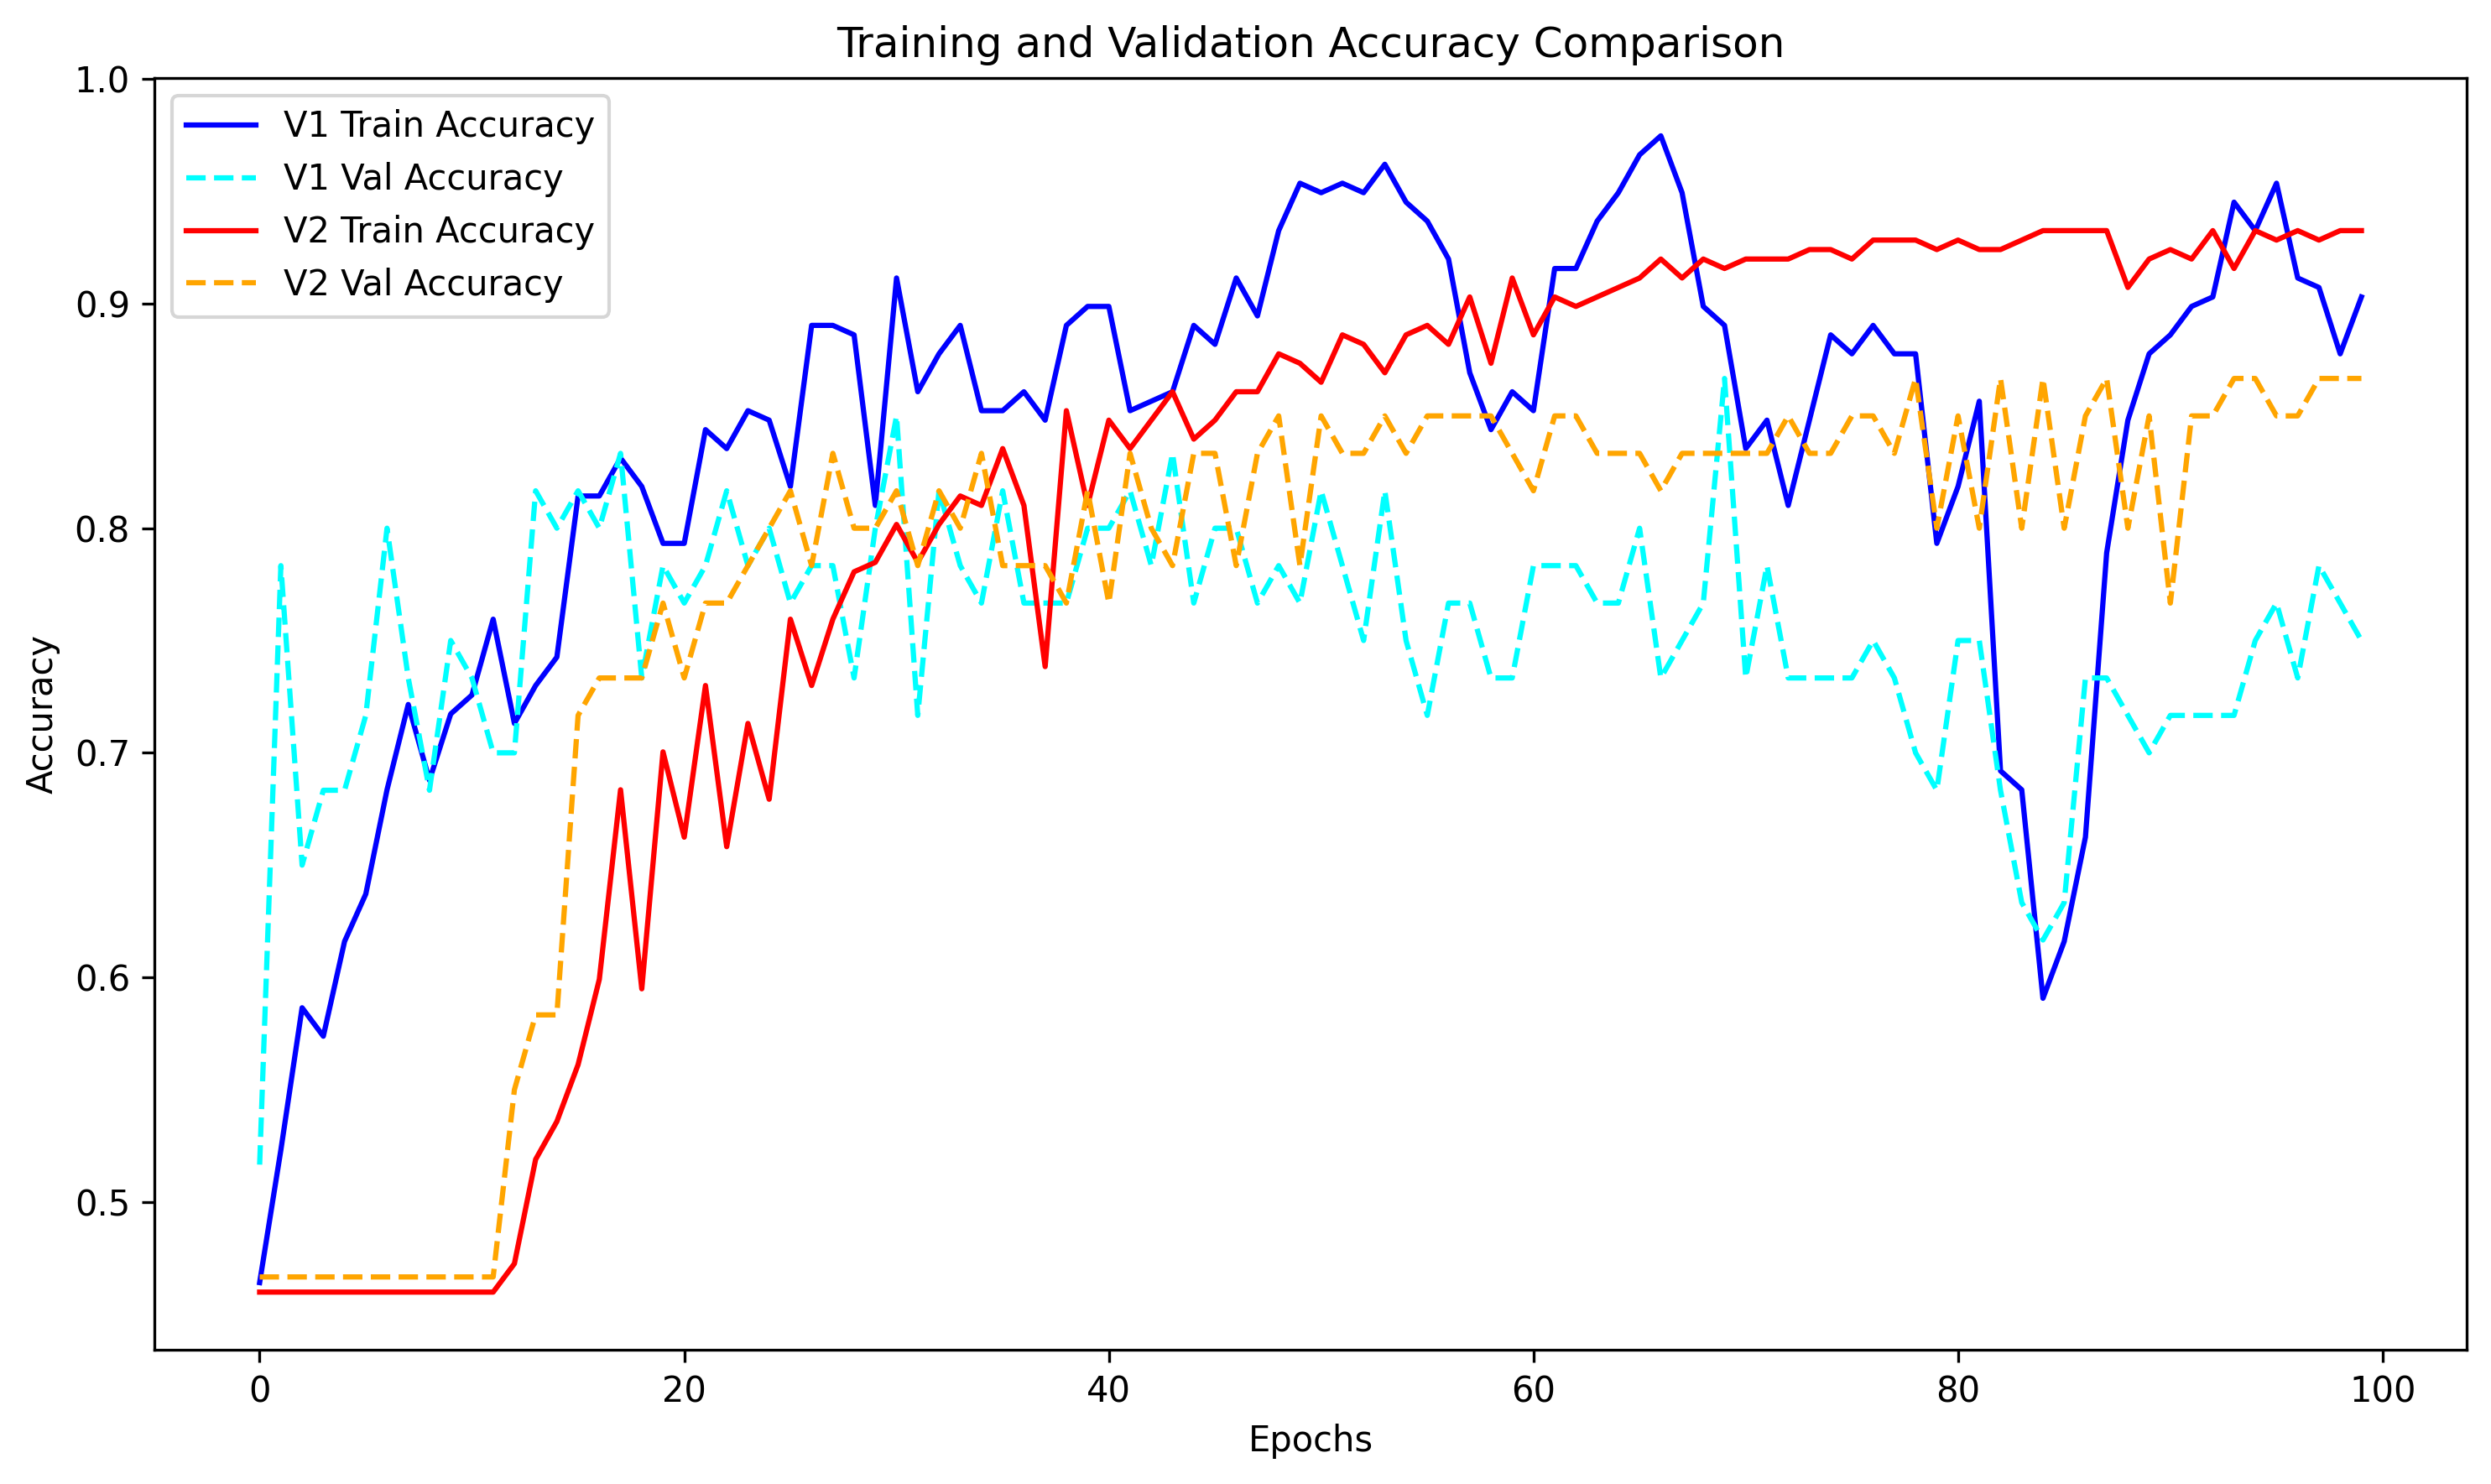 Training and Validation Accuracy Comparison
V1 Train Accuracy
V1 Val Accuracy
V2 Train Accuracy
V2 Val Accuracy
Accuracy
1.0
0.9
0.8
0.7
0.6
0.5
0 20 40 60 80 100
Epochs